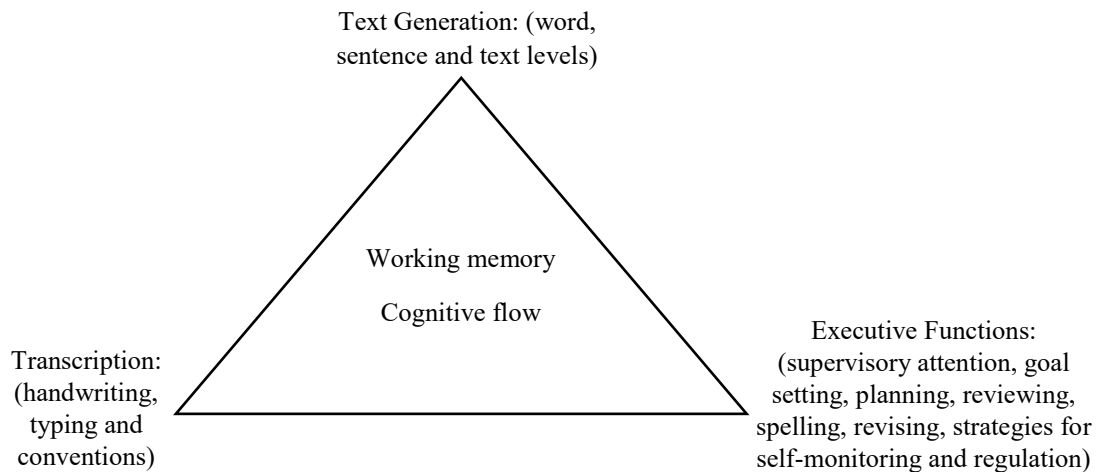 Text Generation: (word,
sentence and text levels)
Working memory
Cognitive flow
Transcription:
(handwriting,
typing and
conventions)
Executive Functions:
(supervisory attention, goal
setting, planning, reviewing,
spelling, revising, strategies for
self-monitoring and regulation)